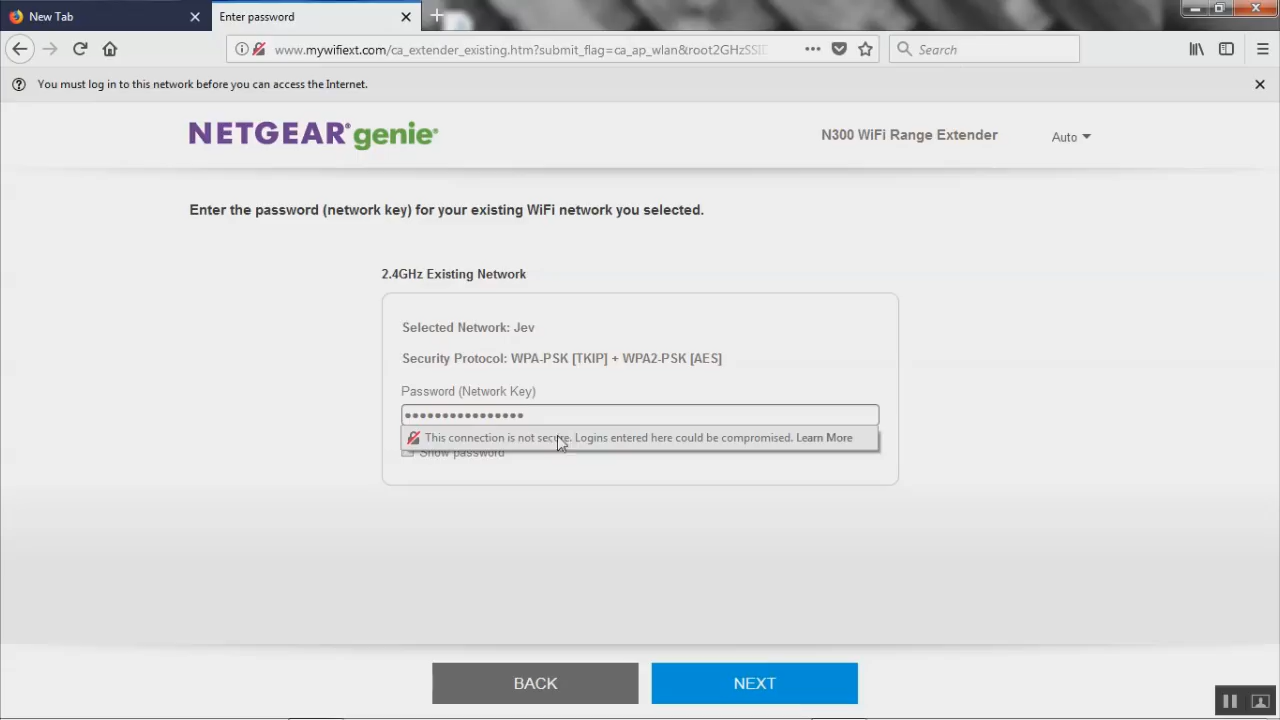 New Tab
Enter password
www.mywifiext.com/ca_extender_existing.htm?submit_flag=ca_ap_wlan&root2GHzSSID
Search
You must log in to this network before you can access the Internet.
NETGEAR® genie®
N300 WiFi Range Extender
Auto
Enter the password (network key) for your existing WiFi network you selected.
2.4GHz Existing Network
Selected Network: Jev
Security Protocol: WPA-PSK [TKIP] + WPA2-PSK [AES]
Password (Network Key)
••••••••••••••••
This connection is not secure. Logins entered here could be compromised. Learn More
Show password
BACK
NEXT